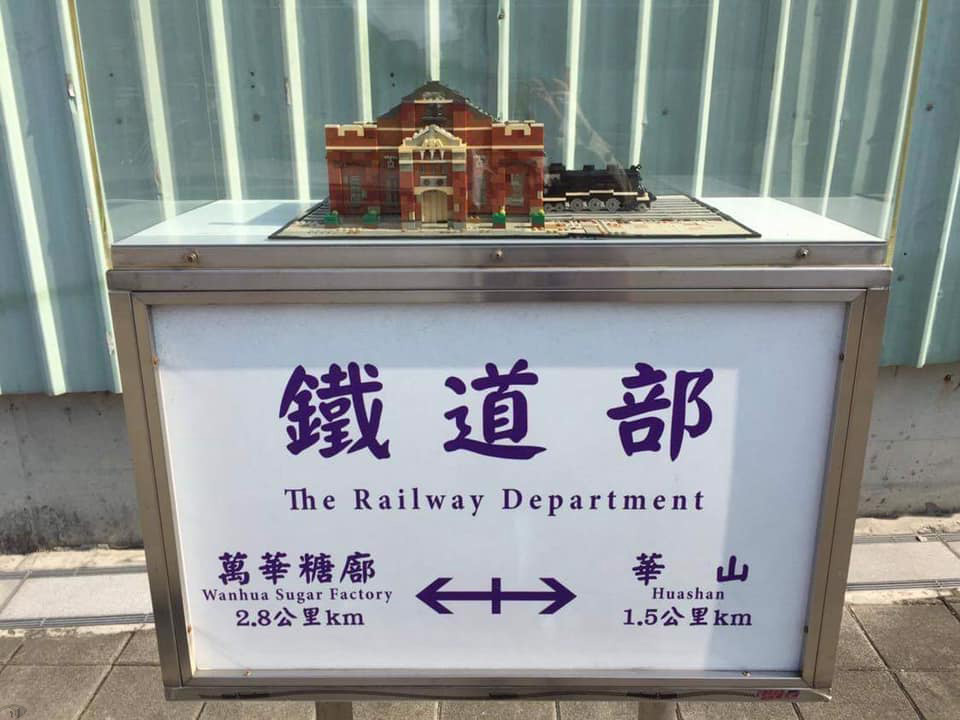 鐵道部
The Railway Department
萬華糖廍
Wanhua Sugar Factory
2.8公里km
華山
Huashan
1.5公里km